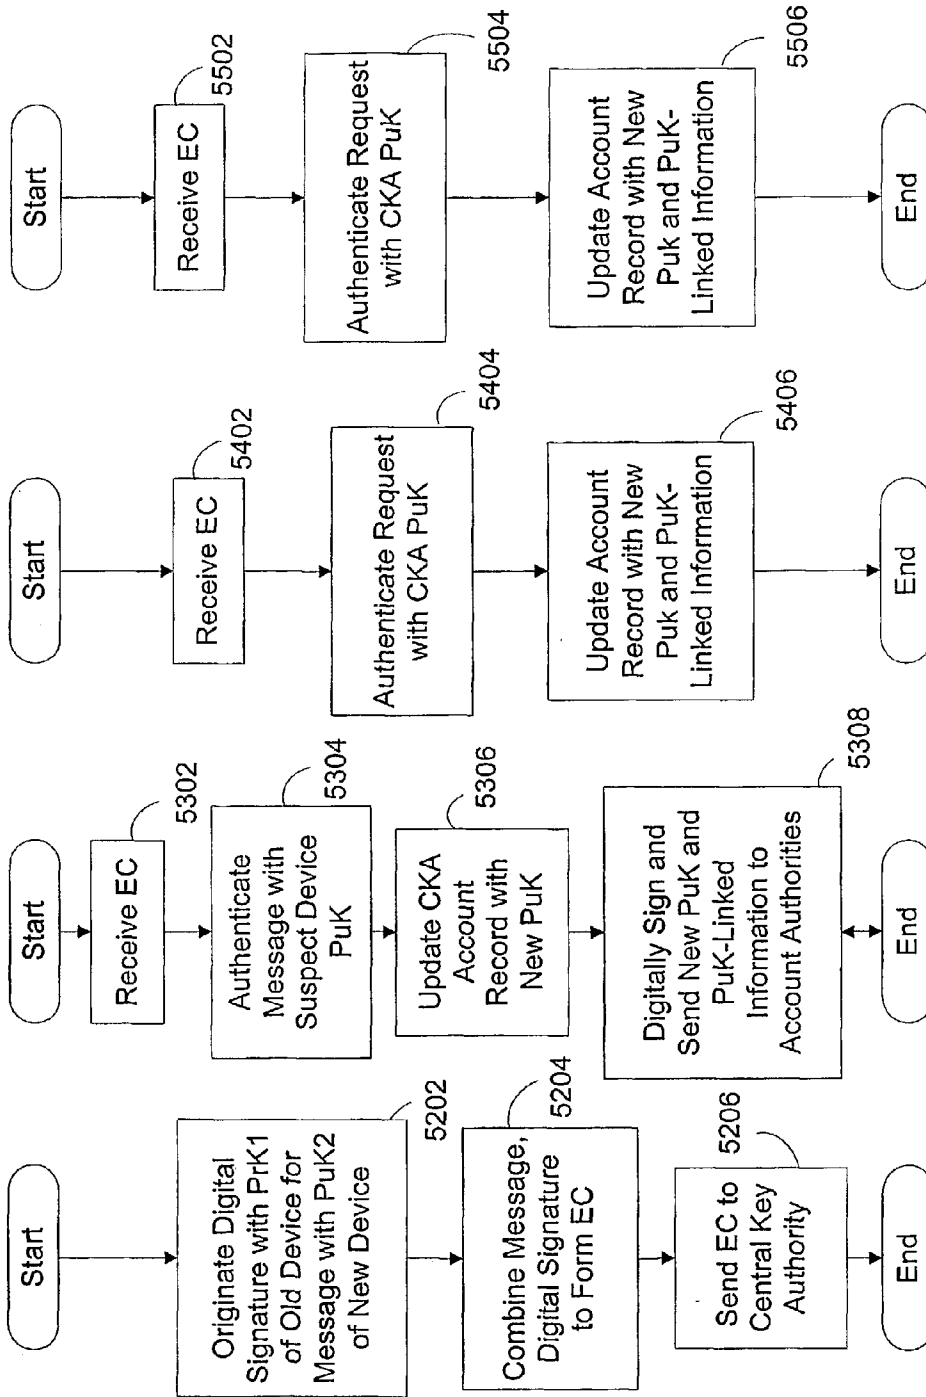 Start
Originate Digital
Signature with PrK1
of Old Device for
Message with PuK2
of New Device
5202
Combine Message,
Digital Signature
to Form EC
5204
Send EC to
Central Key
Authority
5206
End
Start
Receive EC
5302
Authenticate
Message with
Suspect Device
PuK
5304
Update CKA
Account
Record with
New PuK
5306
Digitally Sign and
Send New PuK and
PuK-Linked
Information to
Account Authorities
5308
End
Start
Receive EC
5402
Authenticate Request
with CKA PuK
5404
Update Account
Record with New
Puk and PuK-
Linked Information
5406
End
Start
Receive EC
5502
Authenticate Request
with CKA PuK
5504
Update Account
Record with New
Puk and PuK-
Linked Information
5506
End